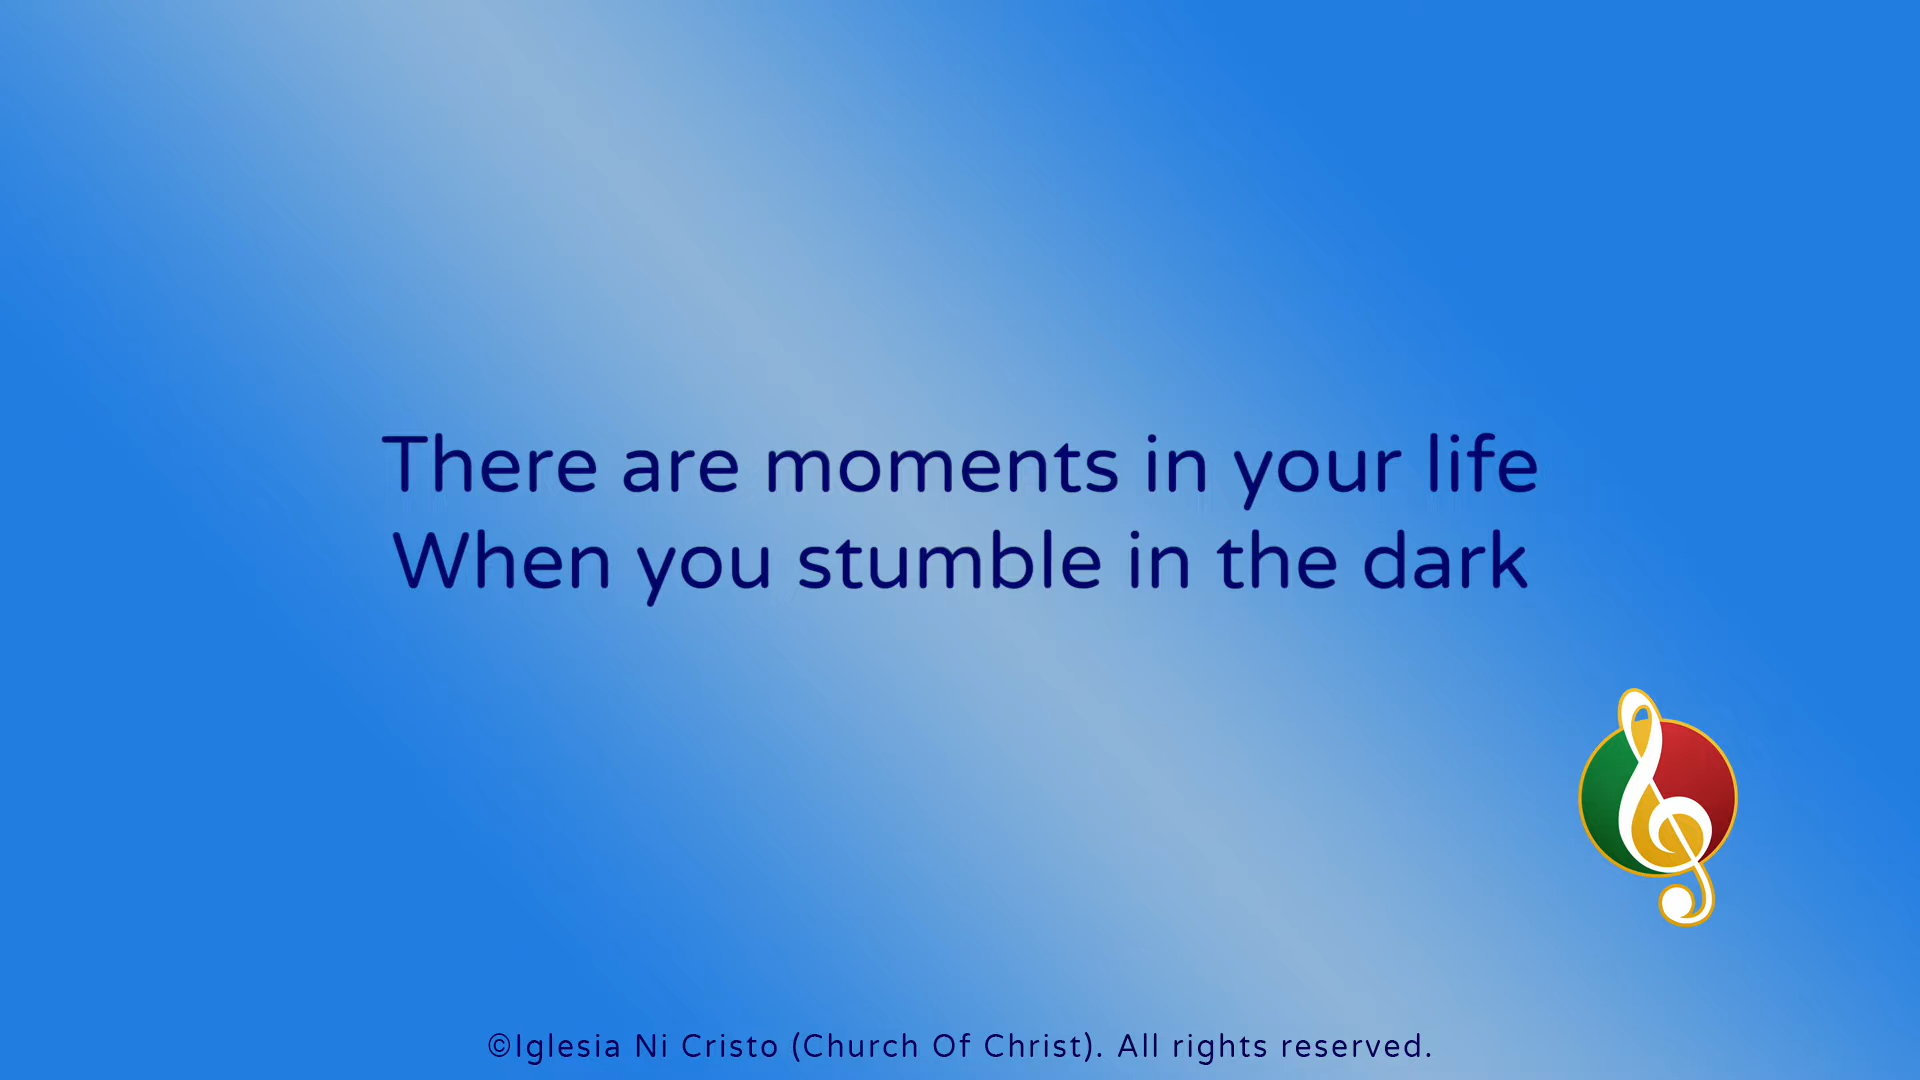 There are moments in your life
When you stumble in the dark
©Iglesia Ni Cristo (Church Of Christ). All rights reserved.